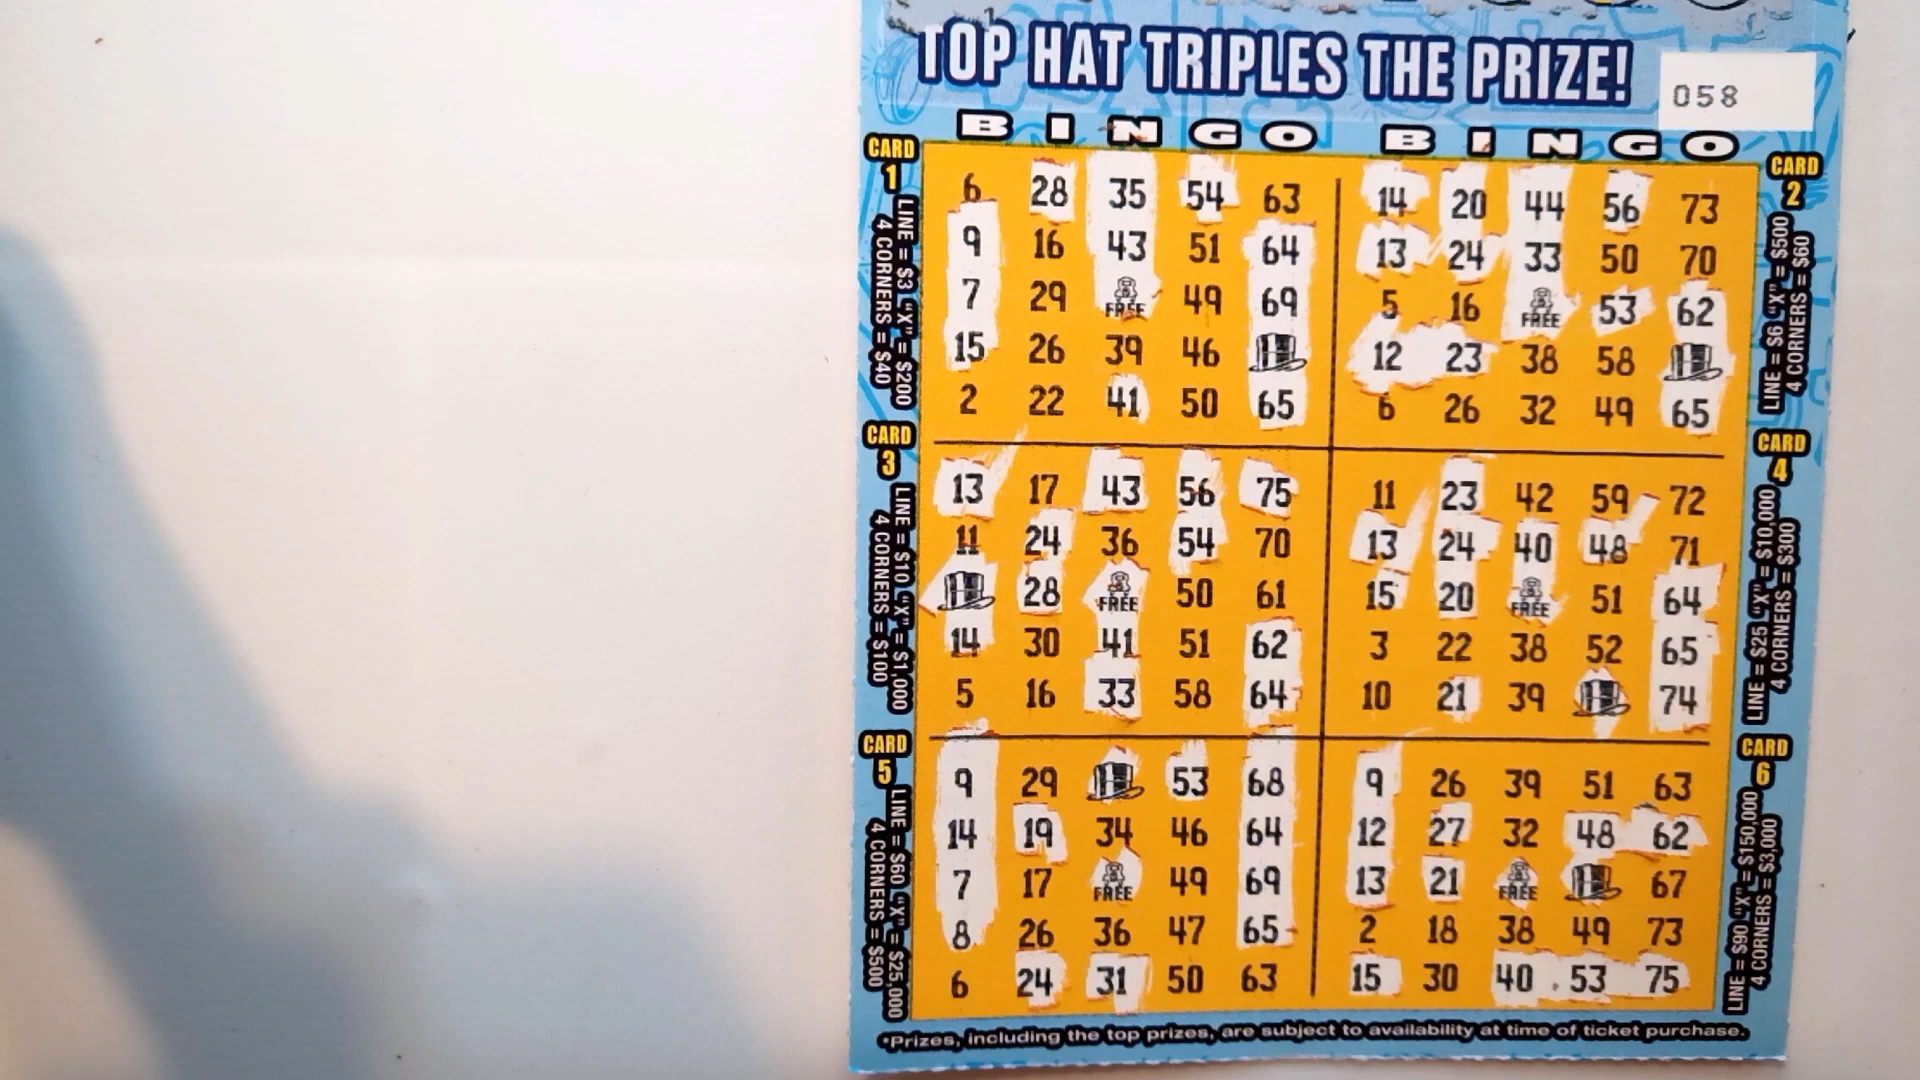 TOP HAT TRIPLES THE PRIZE!
058
B I N G O B I N G O
CARD 1
LINE = $3 "X" = $200
4 CORNERS = $40
6 28 35 54 63
9 16 43 51 64
7 29 FREE 49 69
15 26 39 46
2 22 41 50 65
CARD 2
LINE = $6 "X" = $500
4 CORNERS = $60
14 20 44 56 73
13 24 33 50 70
5 16 FREE 53 62
12 23 38 58
6 26 32 49 65
CARD 3
LINE = $10 "X" = $1,000
4 CORNERS = $100
13 17 43 56 75
11 24 36 54 70
28 FREE 50 61
14 30 41 51 62
5 16 33 58 64
CARD 4
LINE = $25 "X" = $10,000
4 CORNERS = $300
11 23 42 59 72
13 24 40 48 71
15 20 FREE 51 64
3 22 38 52 65
10 21 39 74
CARD 5
LINE = $60 "X" = $25,000
4 CORNERS = $500
9 29 53 68
14 19 34 46 64
7 17 FREE 49 69
8 26 36 47 65
6 24 31 50 63
CARD 6
LINE = $90 "X" = $150,000
4 CORNERS = $3,000
9 26 39 51 63
12 27 32 48 62
13 21 FREE 67
2 18 38 49 73
15 30 40 53 75
*Prizes, including the top prizes, are subject to availability at time of ticket purchase.